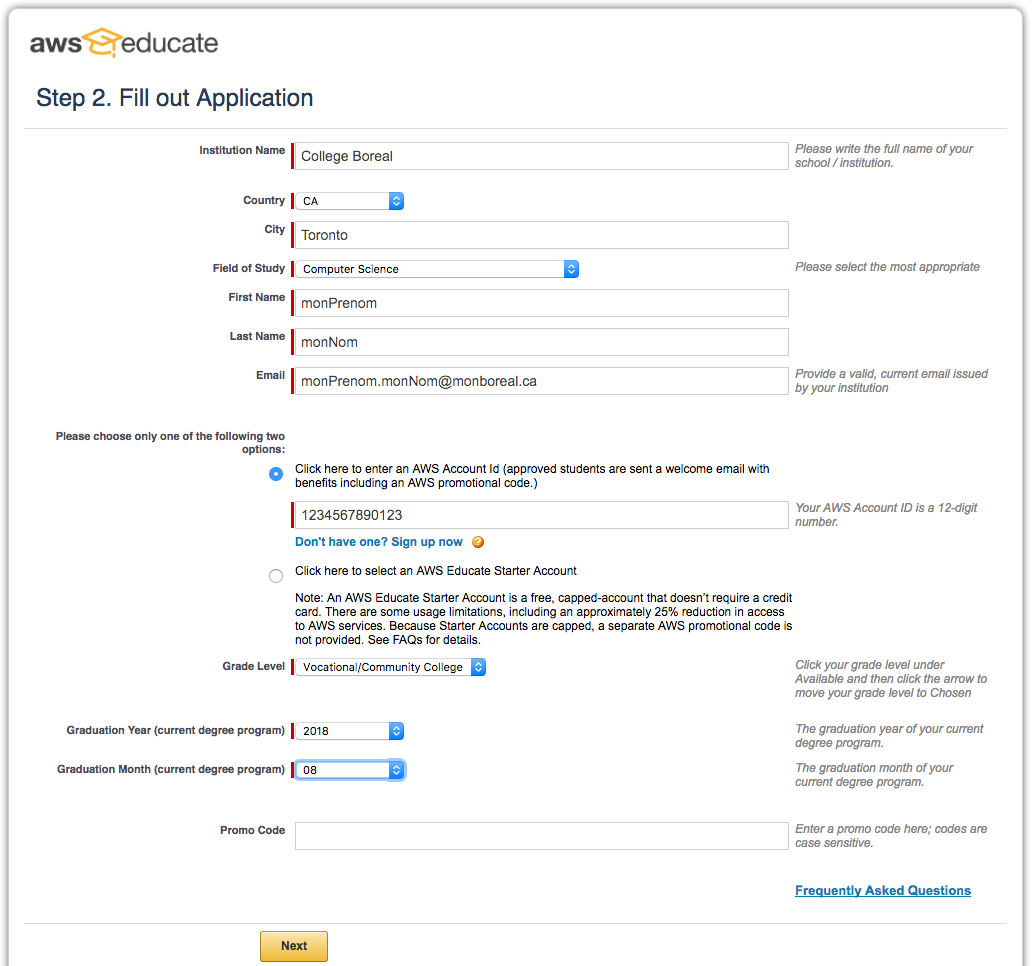 aws educate
Step 2. Fill out Application
Institution Name
College Boreal
Please write the full name of your
school / institution.
Country
CA
City
Toronto
Field of Study
Computer Science
Please select the most appropriate
First Name
monPrenom
Last Name
monNom
Email
monPrenom.monNom@monboreal.ca
Provide a valid, current email issued
by your institution
Please choose only one of the following two
options:
Click here to enter an AWS Account Id (approved students are sent a welcome email with
benefits including an AWS promotional code.)
1234567890123
Your AWS Account ID is a 12-digit
number.
Don't have one? Sign up now ?
Click here to select an AWS Educate Starter Account
Note: An AWS Educate Starter Account is a free, capped-account that doesn't require a credit
card. There are some usage limitations, including an approximately 25% reduction in access
to AWS services. Because Starter Accounts are capped, a separate AWS promotional code is
not provided. See FAQs for details.
Grade Level
Vocational/Community College
Click your grade level under
Available and then click the arrow to
move your grade level to Chosen
Graduation Year (current degree program)
2018
The graduation year of your current
degree program.
Graduation Month (current degree program)
08
The graduation month of your
current degree program.
Promo Code
Enter a promo code here; codes are
case sensitive.
Frequently Asked Questions
Next